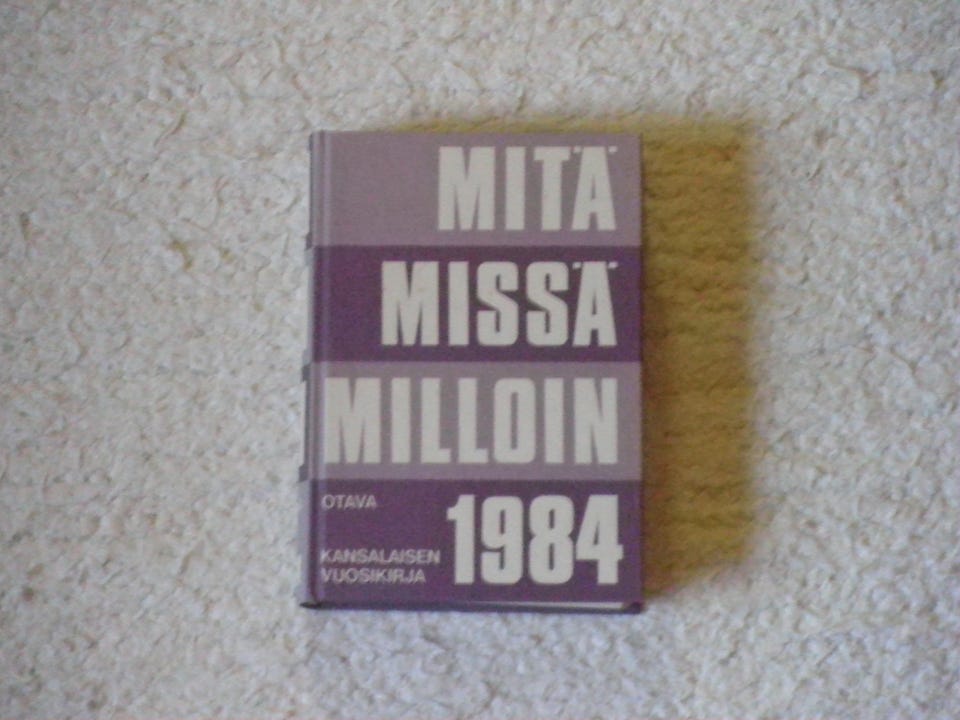 MITÄ
MISSÄ
MILLOIN
OTAVA
1984
KANSALAISEN
VUOSIKIRJA